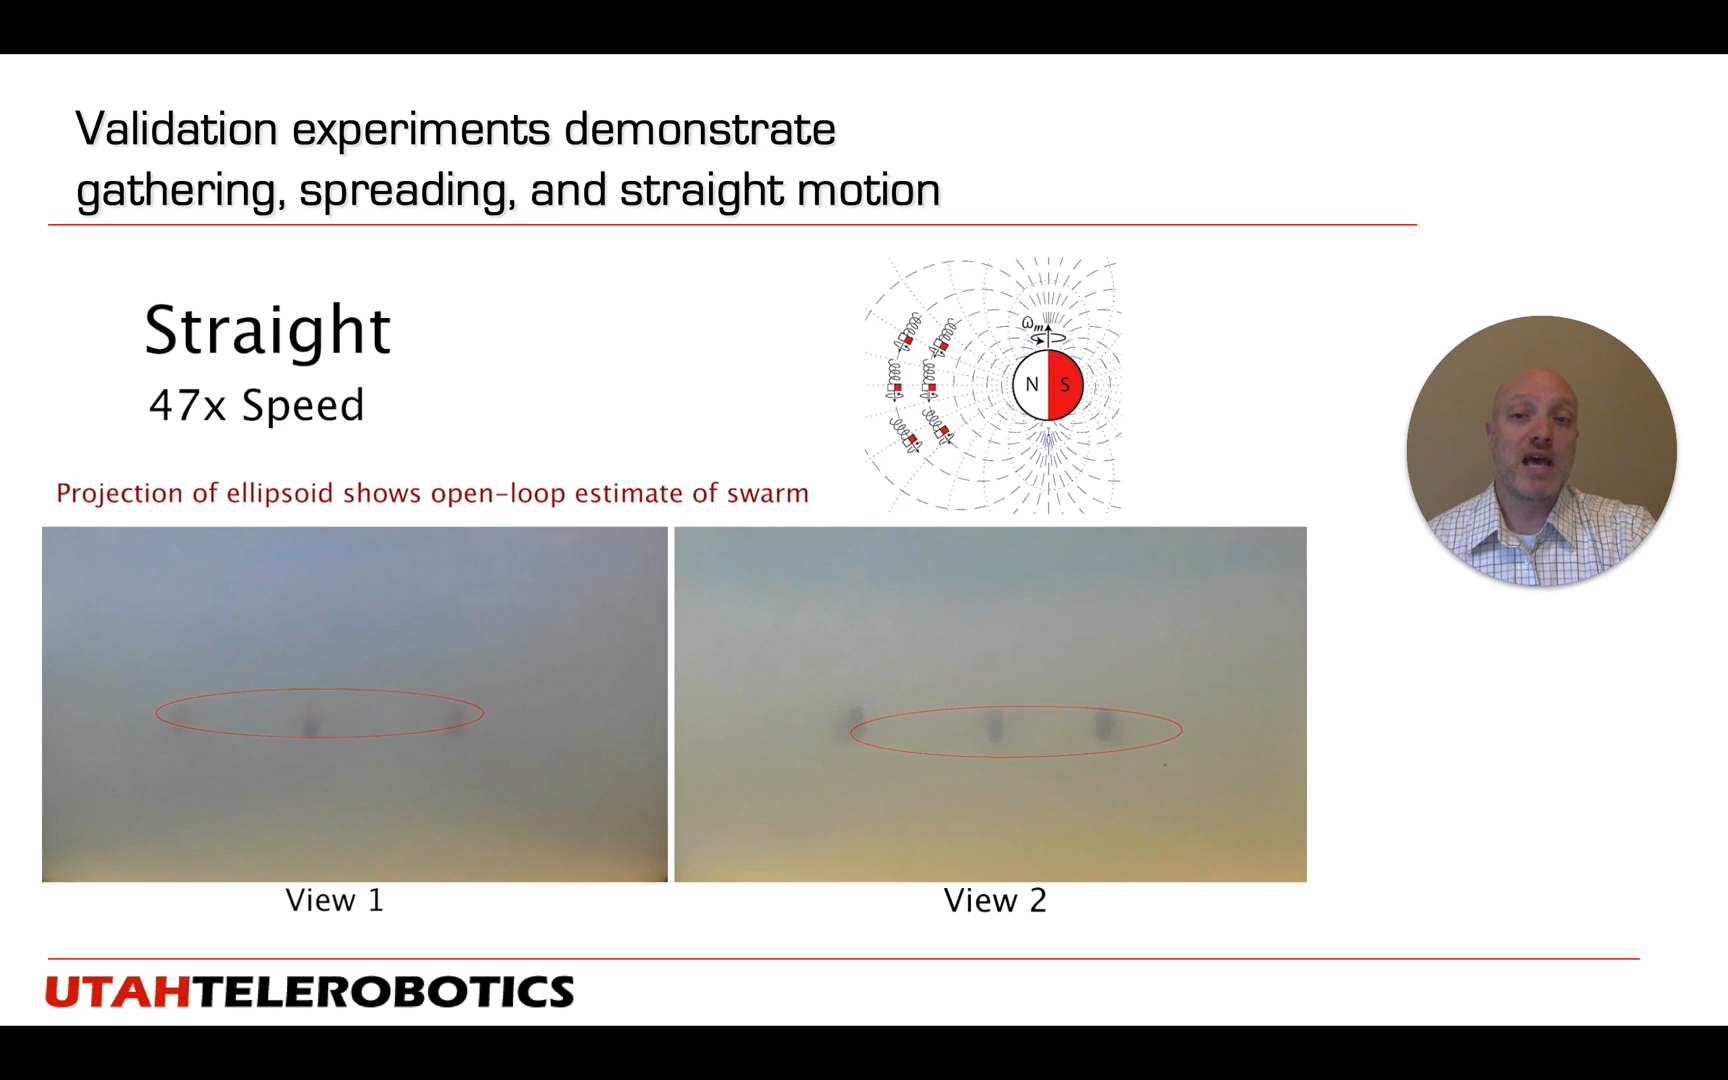 Validation experiments demonstrate
gathering, spreading, and straight motion
Straight
47x Speed
ωm
N S
Projection of ellipsoid shows open-loop estimate of swarm
View 1
View 2
UTAHTELEROBOTICS